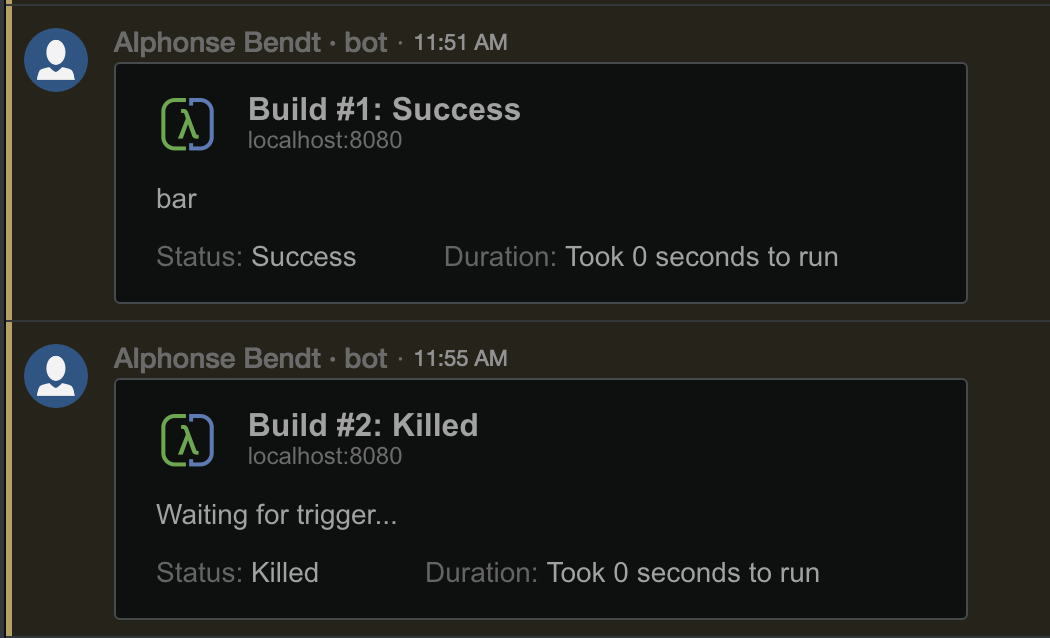 Alphonse Bendt · bot · 11:51 AM
λ
Build #1: Success
localhost:8080
bar
Status: Success Duration: Took 0 seconds to run
Alphonse Bendt · bot · 11:55 AM
λ
Build #2: Killed
localhost:8080
Waiting for trigger...
Status: Killed Duration: Took 0 seconds to run